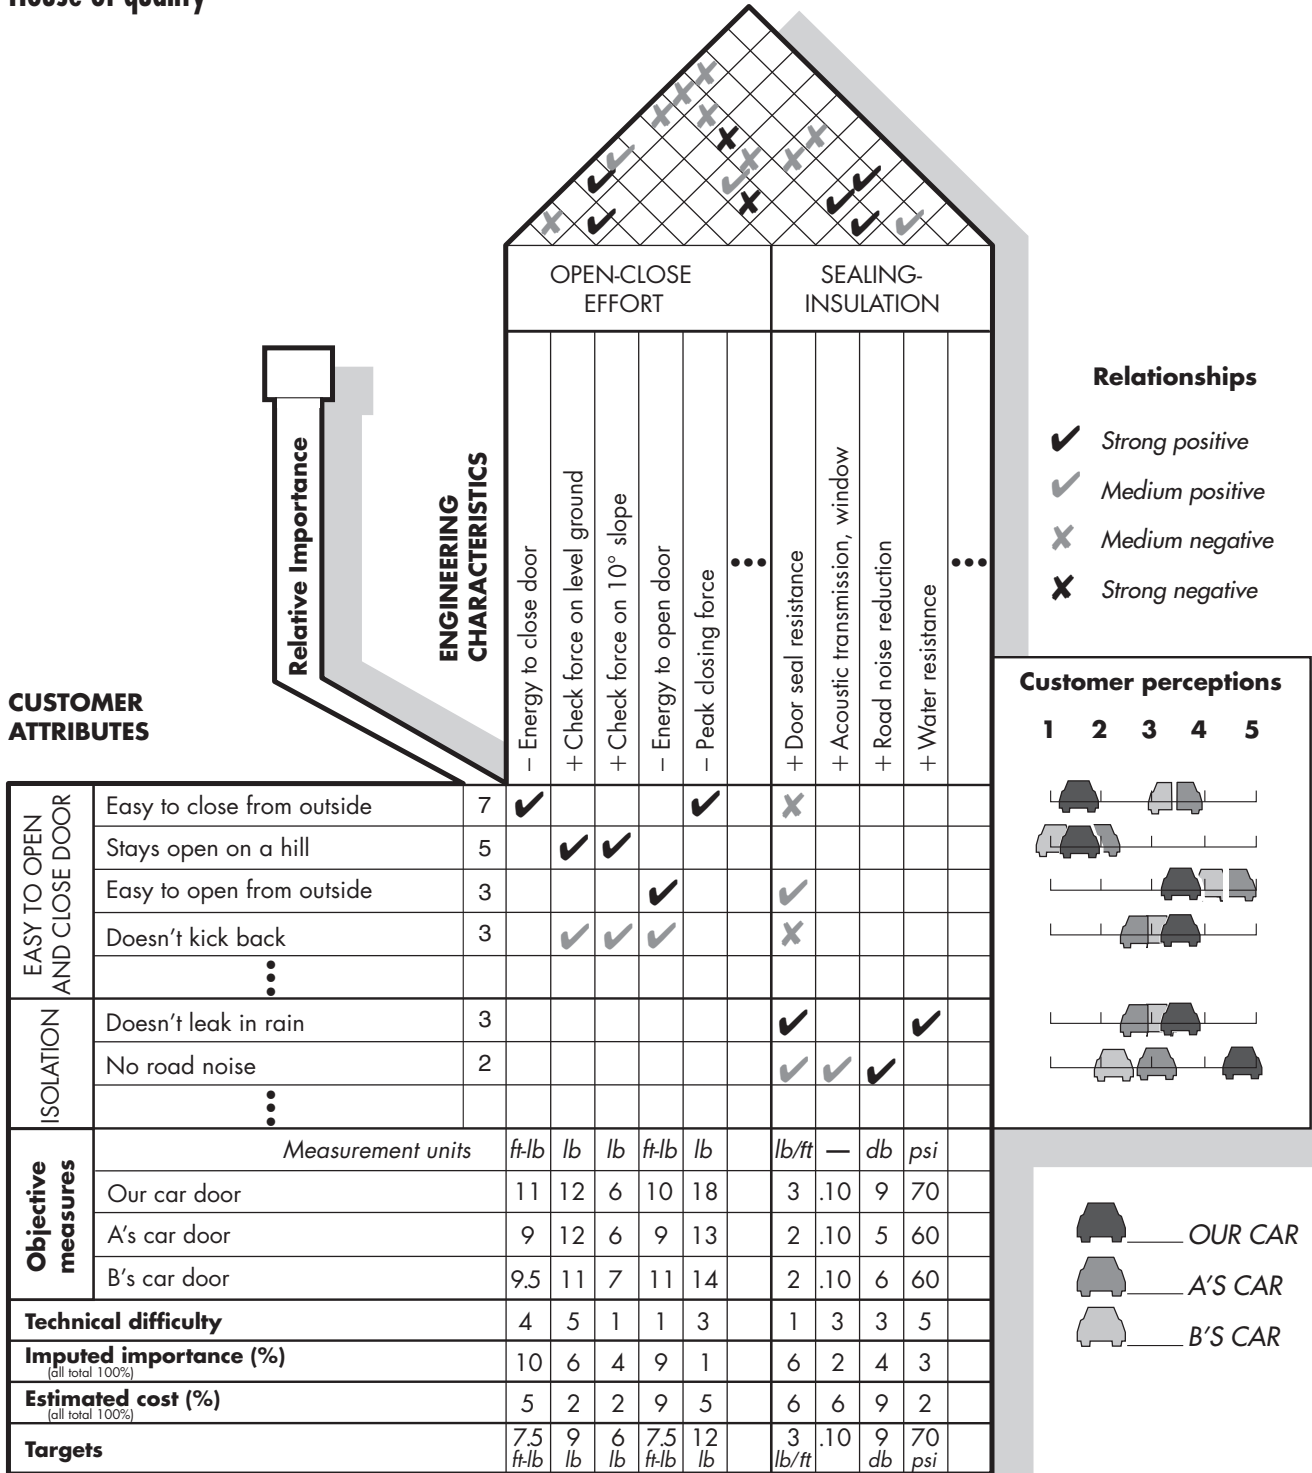 House of quality
OPEN-CLOSE
EFFORT
SEALING-
INSULATION
Relationships
Strong positive
Medium positive
Medium negative
Strong negative
Relative Importance
ENGINEERING
CHARACTERISTICS
– Energy to close door
+ Check force on level ground
+ Check force on 10° slope
– Energy to open door
– Peak closing force
•••
+ Door seal resistance
+ Acoustic transmission, window
+ Road noise reduction
+ Water resistance
•••
CUSTOMER
ATTRIBUTES
Customer perceptions
1 2 3 4 5
EASY TO OPEN
AND CLOSE DOOR
Easy to close from outside 7
Stays open on a hill 5
Easy to open from outside 3
Doesn't kick back 3
ISOLATION
Doesn't leak in rain 3
No road noise 2
Objective
measures
Measurement units ft-lb lb lb ft-lb lb lb/ft — db psi
Our car door 11 12 6 10 18 3 .10 9 70
A's car door 9 12 6 9 13 2 .10 5 60
B's car door 9.5 11 7 11 14 2 .10 6 60
Technical difficulty 4 5 1 1 3 1 3 3 5
Imputed importance (%) 10 6 4 9 1 6 2 4 3
(all total 100%)
Estimated cost (%) 5 2 2 9 5 6 6 9 2
(all total 100%)
Targets 7.5 9 6 7.5 12 3 .10 9 70
ft-lb lb lb ft-lb lb lb/ft db psi
OUR CAR
A'S CAR
B'S CAR